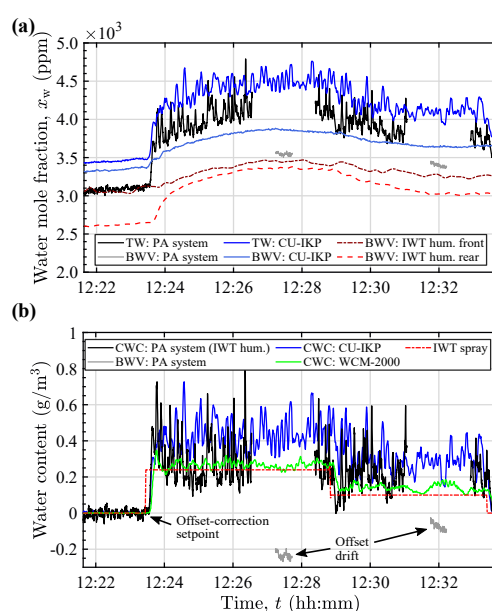 (a)
×10³
5.0
4.5
4.0
3.5
3.0
2.5
2.0
Water mole fraction, x_w (ppm)
TW: PA system
TW: CU-IKP
BWV: IWT hum. front
BWV: PA system
BWV: CU-IKP
BWV: IWT hum. rear
12:22 12:24 12:26 12:28 12:30 12:32
(b)
CWC: PA system (IWT hum.)
CWC: CU-IKP
IWT spray
BWV: PA system
CWC: WCM-2000
1
0.8
0.6
0.4
0.2
0
-0.2
Water content (g/m³)
Offset-correction
setpoint
Offset
drift
12:22 12:24 12:26 12:28 12:30 12:32
Time, t (hh:mm)